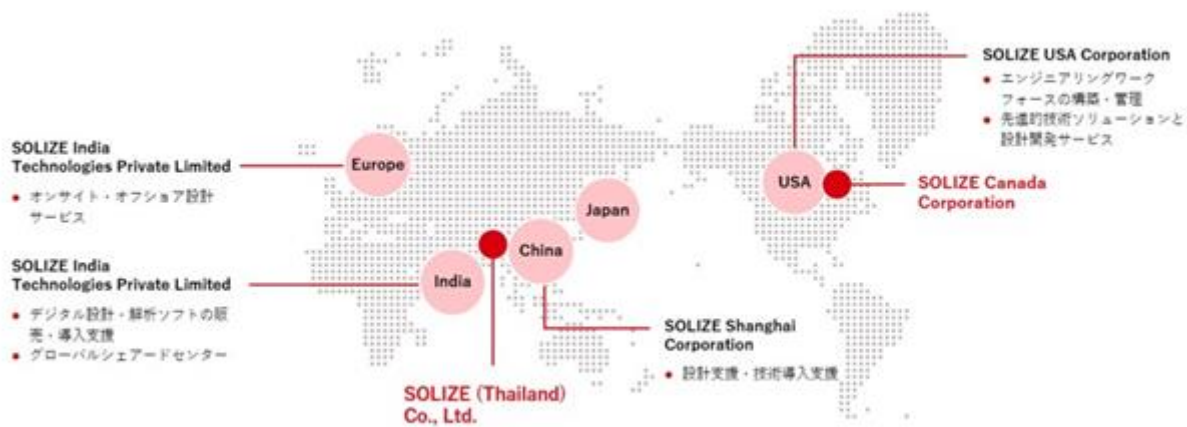 SOLIZE USA Corporation
• エンジニアリングワーク
フォースの構築・管理
• 先進的技術ソリューションと
設計開発サービス
SOLIZE India
Technologies Private Limited
• オンサイト・オフショア設計
サービス
Europe
USA
SOLIZE Canada
Corporation
Japan
China
India
SOLIZE India
Technologies Private Limited
• デジタル設計・解析ソフトの販
売・導入支援
• グローバルシェアードセンター
SOLIZE Shanghai
Corporation
• 設計支援・技術導入支援
SOLIZE (Thailand)
Co., Ltd.